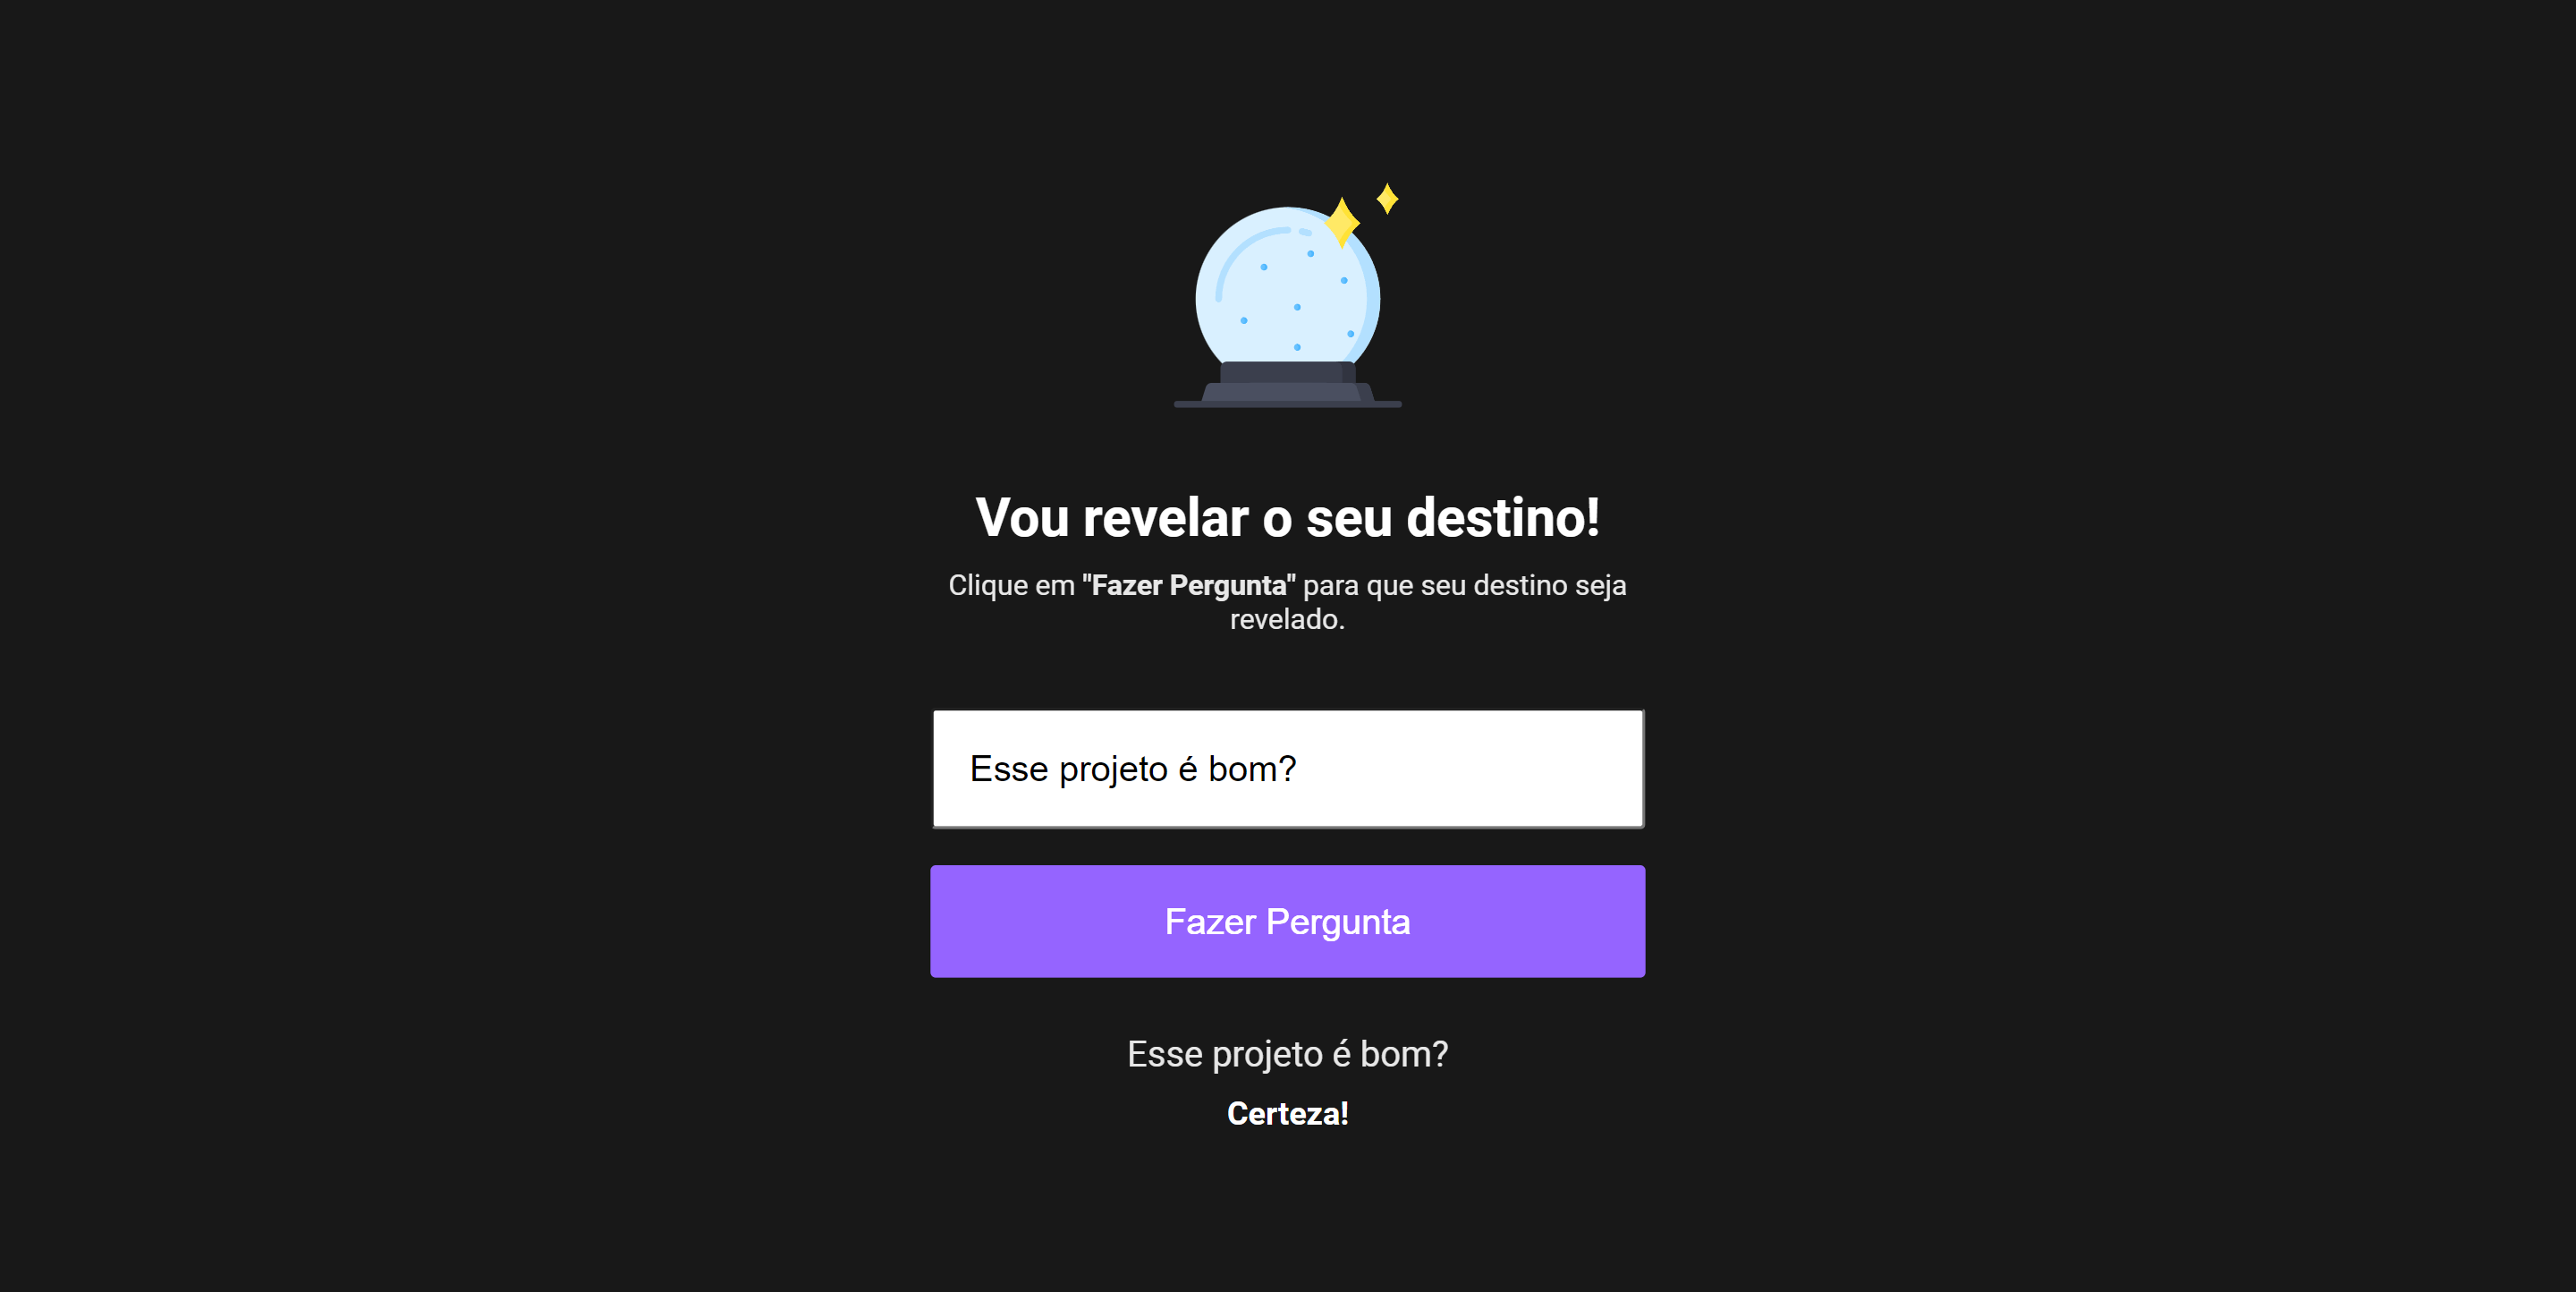 Vou revelar o seu destino!
Clique em "Fazer Pergunta" para que seu destino seja
revelado.
Esse projeto é bom?
Fazer Pergunta
Esse projeto é bom?
Certeza!